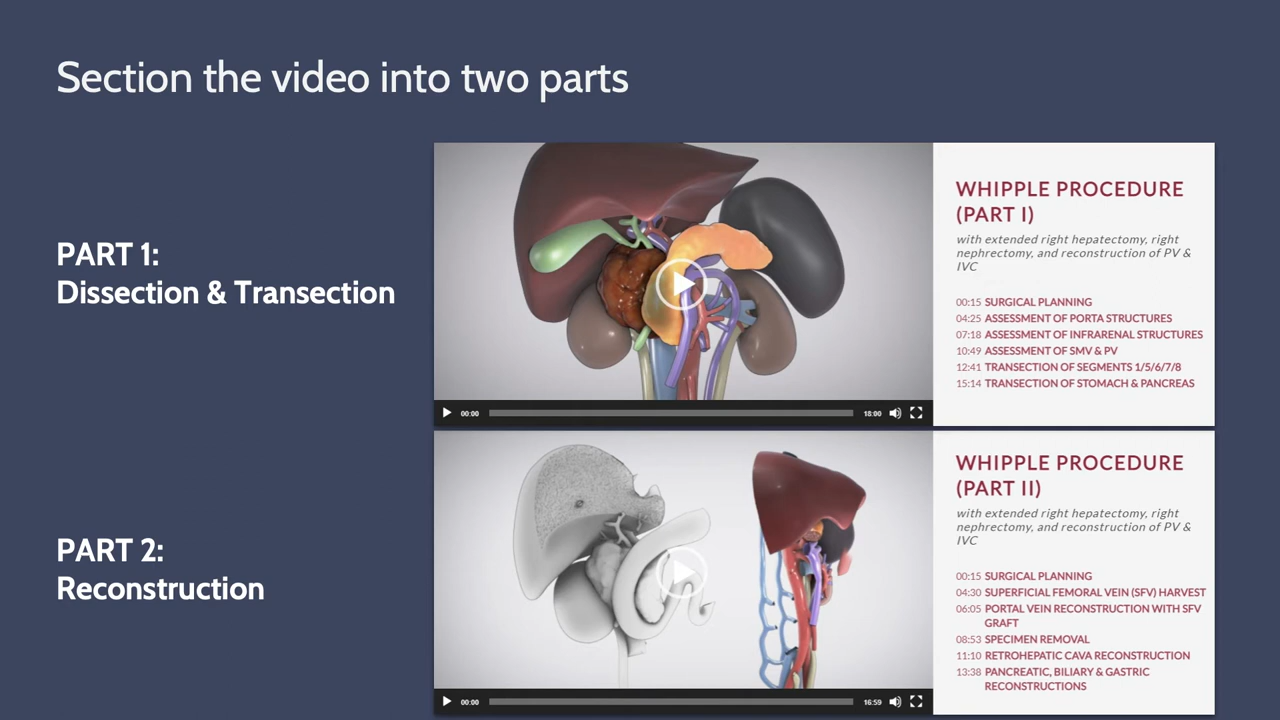 Section the video into two parts
PART 1:
Dissection & Transection
WHIPPLE PROCEDURE
(PART I)
with extended right hepatectomy, right
nephrectomy, and reconstruction of PV &
IVC
00:15 SURGICAL PLANNING
04:25 ASSESSMENT OF PORTA STRUCTURES
07:18 ASSESSMENT OF INFRARENAL STRUCTURES
10:49 ASSESSMENT OF SMV & PV
12:41 TRANSECTION OF SEGMENTS 1/5/6/7/8
15:14 TRANSECTION OF STOMACH & PANCREAS
00:00 18:00
PART 2:
Reconstruction
WHIPPLE PROCEDURE
(PART II)
with extended right hepatectomy, right
nephrectomy, and reconstruction of PV &
IVC
00:15 SURGICAL PLANNING
04:30 SUPERFICIAL FEMORAL VEIN (SFV) HARVEST
06:05 PORTAL VEIN RECONSTRUCTION WITH SFV
GRAFT
08:53 SPECIMEN REMOVAL
11:10 RETROHEPATIC CAVA RECONSTRUCTION
13:38 PANCREATIC, BILIARY & GASTRIC
RECONSTRUCTIONS
00:00 16:59